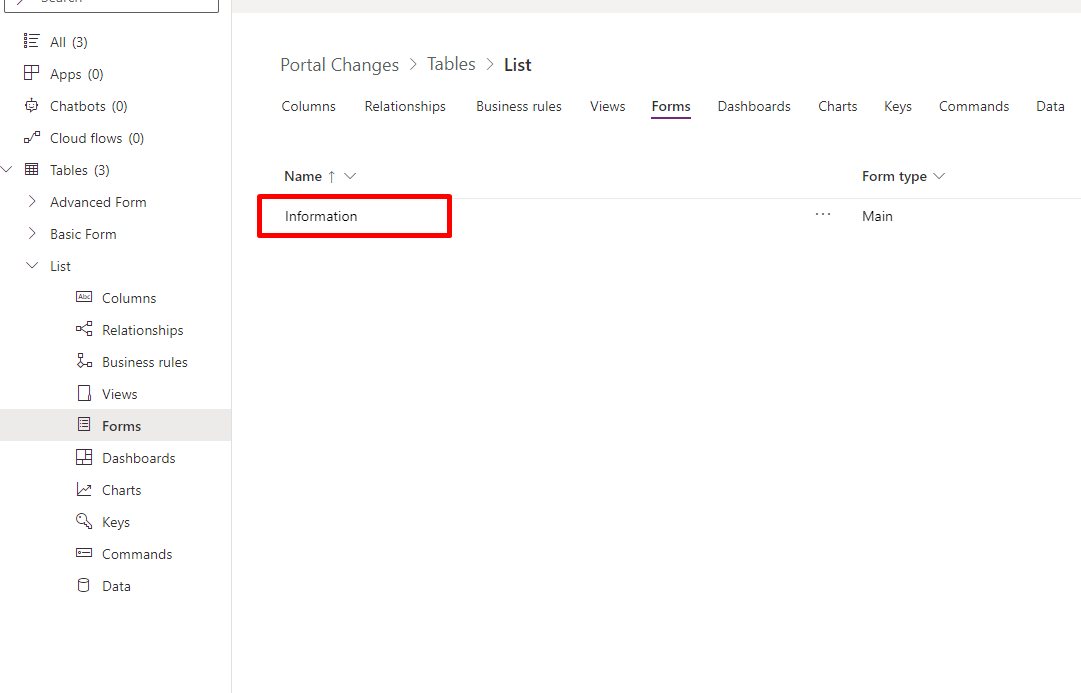 Search
All (3)
Apps (0)
Chatbots (0)
Cloud flows (0)
Tables (3)
Advanced Form
Basic Form
List
Abc Columns
Relationships
Business rules
Views
Forms
Dashboards
Charts
Keys
Commands
Data
Portal Changes > Tables > List
Columns Relationships Business rules Views Forms Dashboards Charts Keys Commands Data
Name ↑ Form type
Information ··· Main